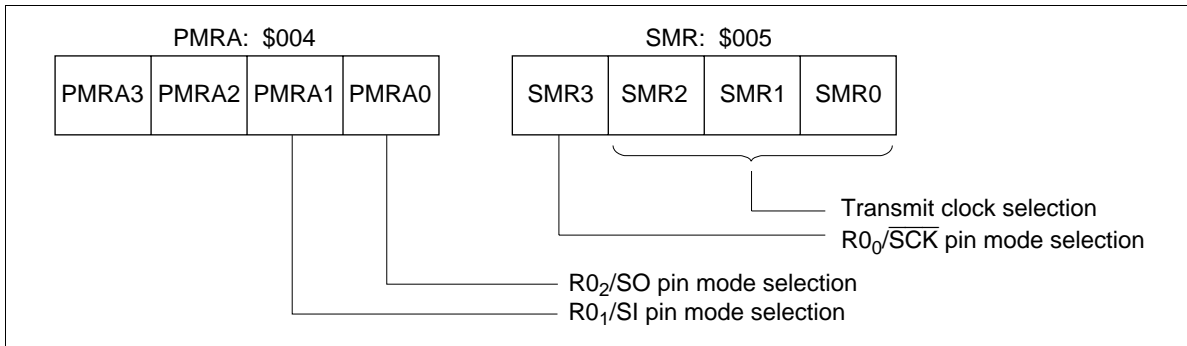 PMRA: $004
PMRA3 PMRA2 PMRA1 PMRA0
SMR: $005
SMR3 SMR2 SMR1 SMR0
Transmit clock selection
R0₀/S̅C̅K̅ pin mode selection
R0₂/SO pin mode selection
R0₁/SI pin mode selection